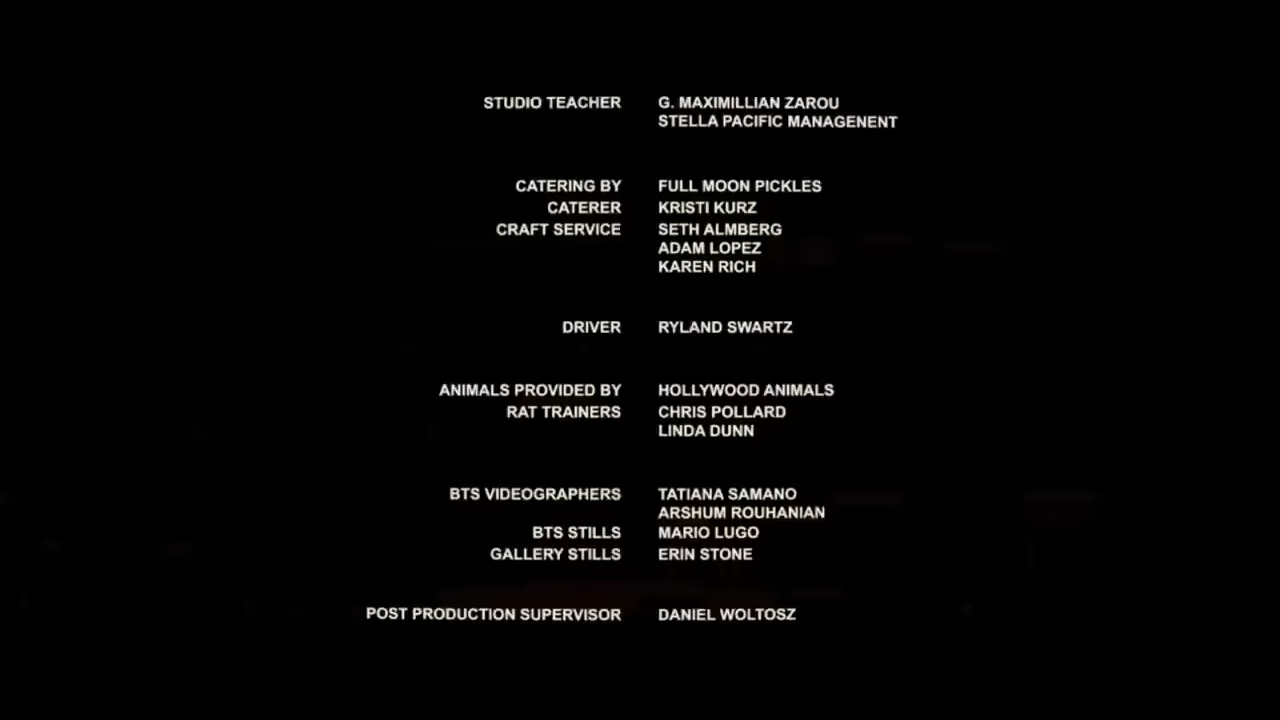 STUDIO TEACHER G. MAXIMILLIAN ZAROU
STELLA PACIFIC MANAGENENT
CATERING BY FULL MOON PICKLES
CATERER KRISTI KURZ
CRAFT SERVICE SETH ALMBERG
ADAM LOPEZ
KAREN RICH
DRIVER RYLAND SWARTZ
ANIMALS PROVIDED BY HOLLYWOOD ANIMALS
RAT TRAINERS CHRIS POLLARD
LINDA DUNN
BTS VIDEOGRAPHERS TATIANA SAMANO
ARSHUM ROUHANIAN
BTS STILLS MARIO LUGO
GALLERY STILLS ERIN STONE
POST PRODUCTION SUPERVISOR DANIEL WOLTOSZ